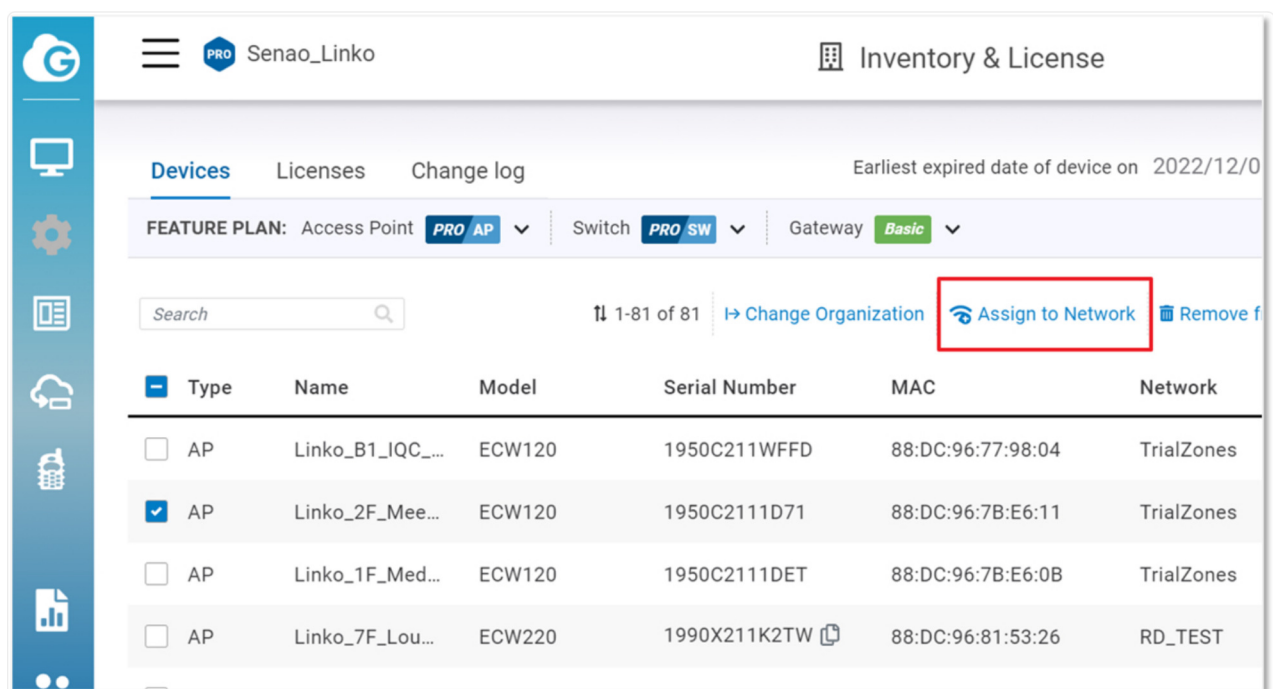 G
PRO Senao_Linko Inventory & License
Devices Licenses Change log Earliest expired date of device on 2022/12/0
FEATURE PLAN: Access Point PRO AP Switch PRO SW Gateway Basic
Search 1-81 of 81 Change Organization Assign to Network Remove
Type Name Model Serial Number MAC Network
AP Linko_B1_IQC_... ECW120 1950C211WFFD 88:DC:96:77:98:04 TrialZones
AP Linko_2F_Mee... ECW120 1950C2111D71 88:DC:96:7B:E6:11 TrialZones
AP Linko_1F_Med... ECW120 1950C2111DET 88:DC:96:7B:E6:0B TrialZones
AP Linko_7F_Lou... ECW220 1990X211K2TW 88:DC:96:81:53:26 RD_TEST